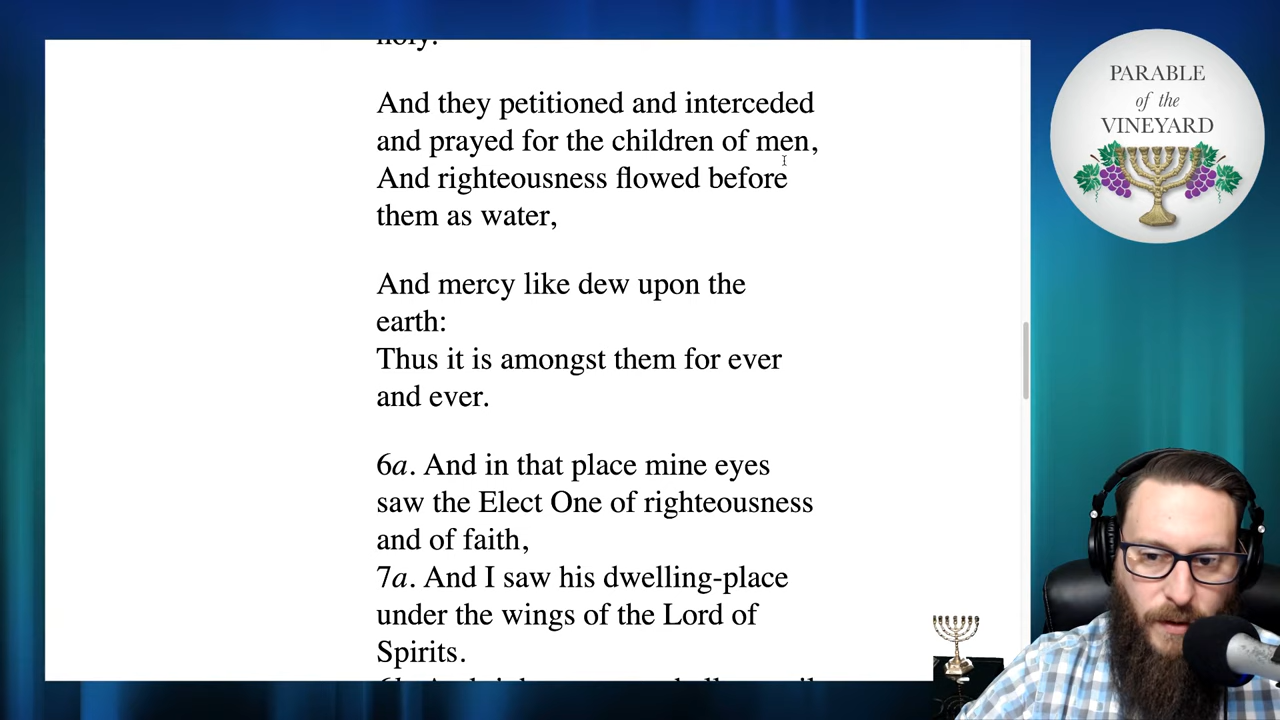 holy.
And they petitioned and interceded
and prayed for the children of men,
And righteousness flowed before
them as water,
And mercy like dew upon the
earth:
Thus it is amongst them for ever
and ever.
6a. And in that place mine eyes
saw the Elect One of righteousness
and of faith,
7a. And I saw his dwelling-place
under the wings of the Lord of
Spirits.
PARABLE
of the
VINEYARD